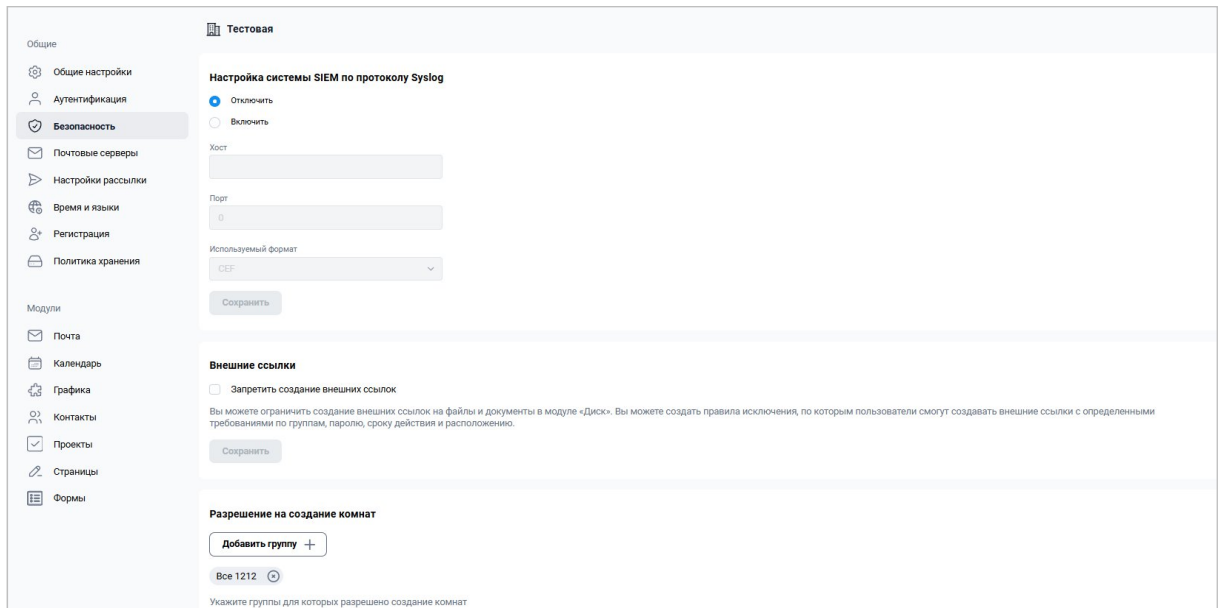 Тестовая
Общие
Общие настройки
Аутентификация
Безопасность
Почтовые серверы
Настройки рассылки
Время и языки
Регистрация
Политика хранения
Модули
Почта
Календарь
Графика
Контакты
Проекты
Страницы
Формы
Настройка системы SIEM по протоколу Syslog
Отключить
Включить
Хост
Порт
0
Используемый формат
CEF
Сохранить
Внешние ссылки
Запретить создание внешних ссылок
Вы можете ограничить создание внешних ссылок на файлы и документы в модуле «Диск». Вы можете создать правила исключения, по которым пользователи смогут создавать внешние ссылки с определенными
требованиями по группам, паролю, сроку действия и расположению.
Сохранить
Разрешение на создание комнат
Добавить группу
Все 1212
Укажите группы для которых разрешено создание комнат